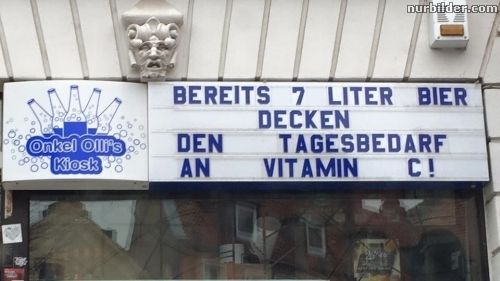 nurbilder.com
BEREITS 7 LITER BIER
DECKEN
DEN TAGESBEDARF
AN VITAMIN C!
Onkel Olli's
Kiosk